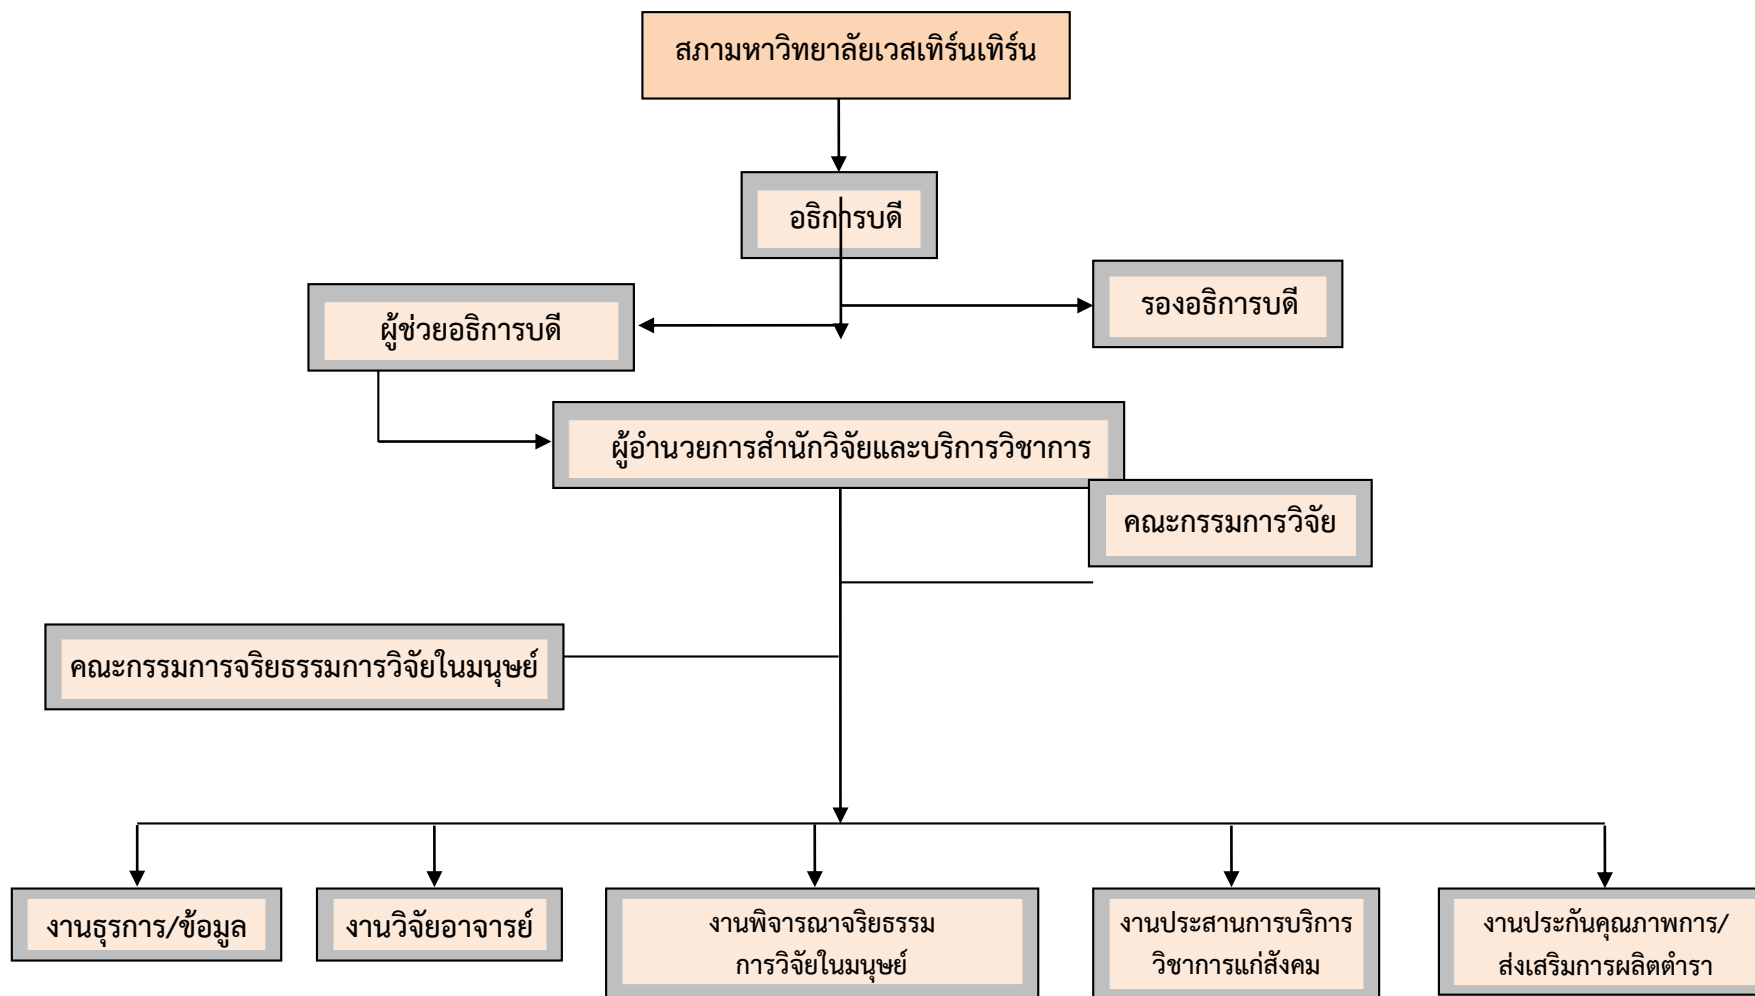 สภามหาวิทยาลัยเวสเทิร์นเทิร์น
อธิการบดี
รองอธิการบดี
ผู้ช่วยอธิการบดี
ผู้อำนวยการสำนักวิจัยและบริการวิชาการ
คณะกรรมการวิจัย
คณะกรรมการจริยธรรมการวิจัยในมนุษย์
งานธุรการ/ข้อมูล
งานวิจัยอาจารย์
งานพิจารณาจริยธรรม
การวิจัยในมนุษย์
งานประสานการบริการ
วิชาการแก่สังคม
งานประกันคุณภาพการ/
ส่งเสริมการผลิตตำรา